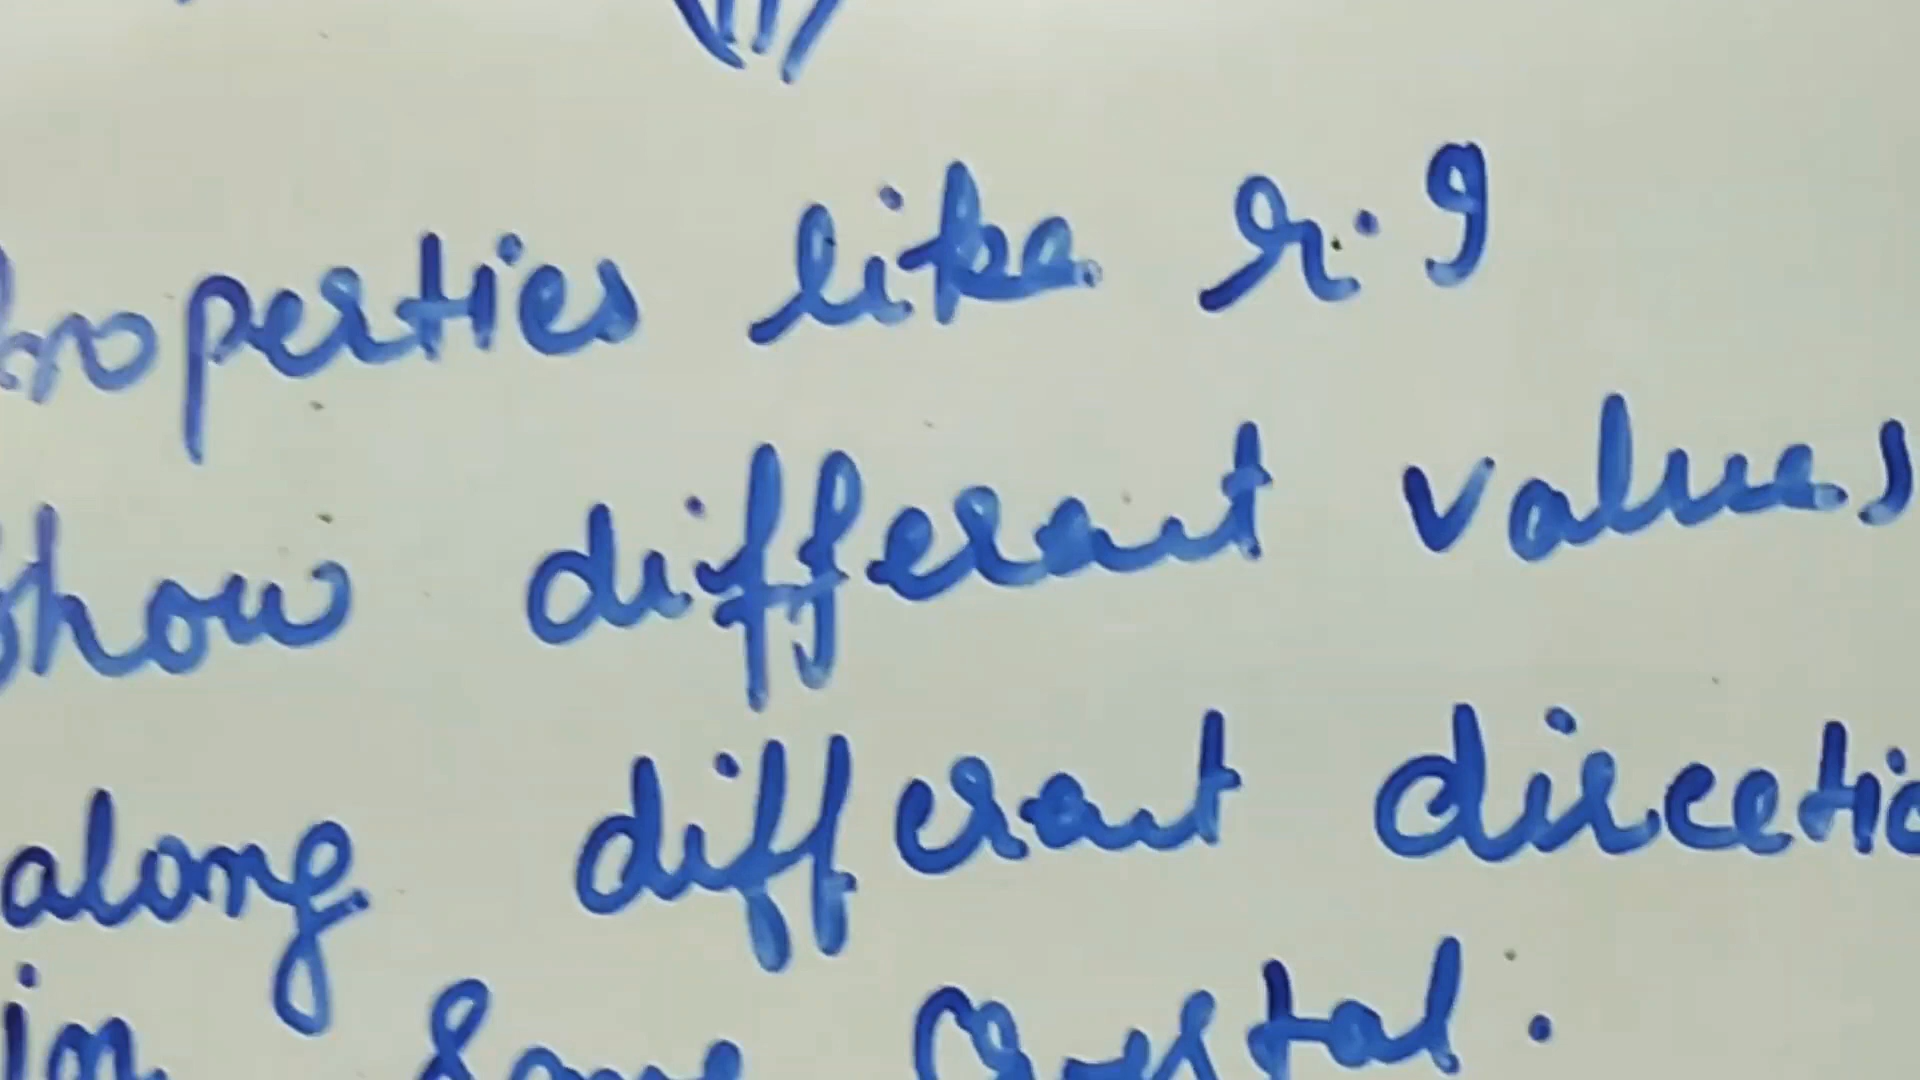 Properties like r.I
show different values
along different directio
in Same Crystal.